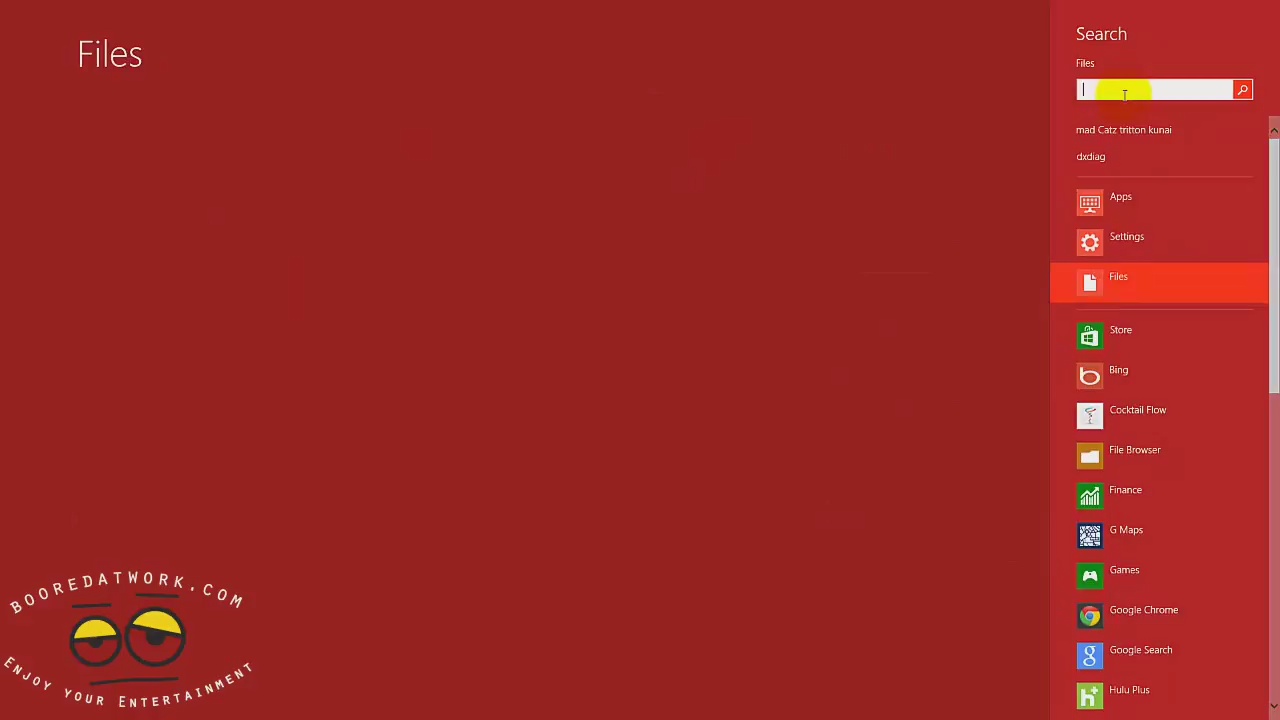 Files
Search
Files
mad Catz tritton kunai
dxdiag
Apps
Settings
Files
Store
Bing
Cocktail Flow
File Browser
Finance
G Maps
Games
Google Chrome
Google Search
Hulu Plus
BOOREDATWORK.COM
ENJOY YOUR ENTERTAINMENT